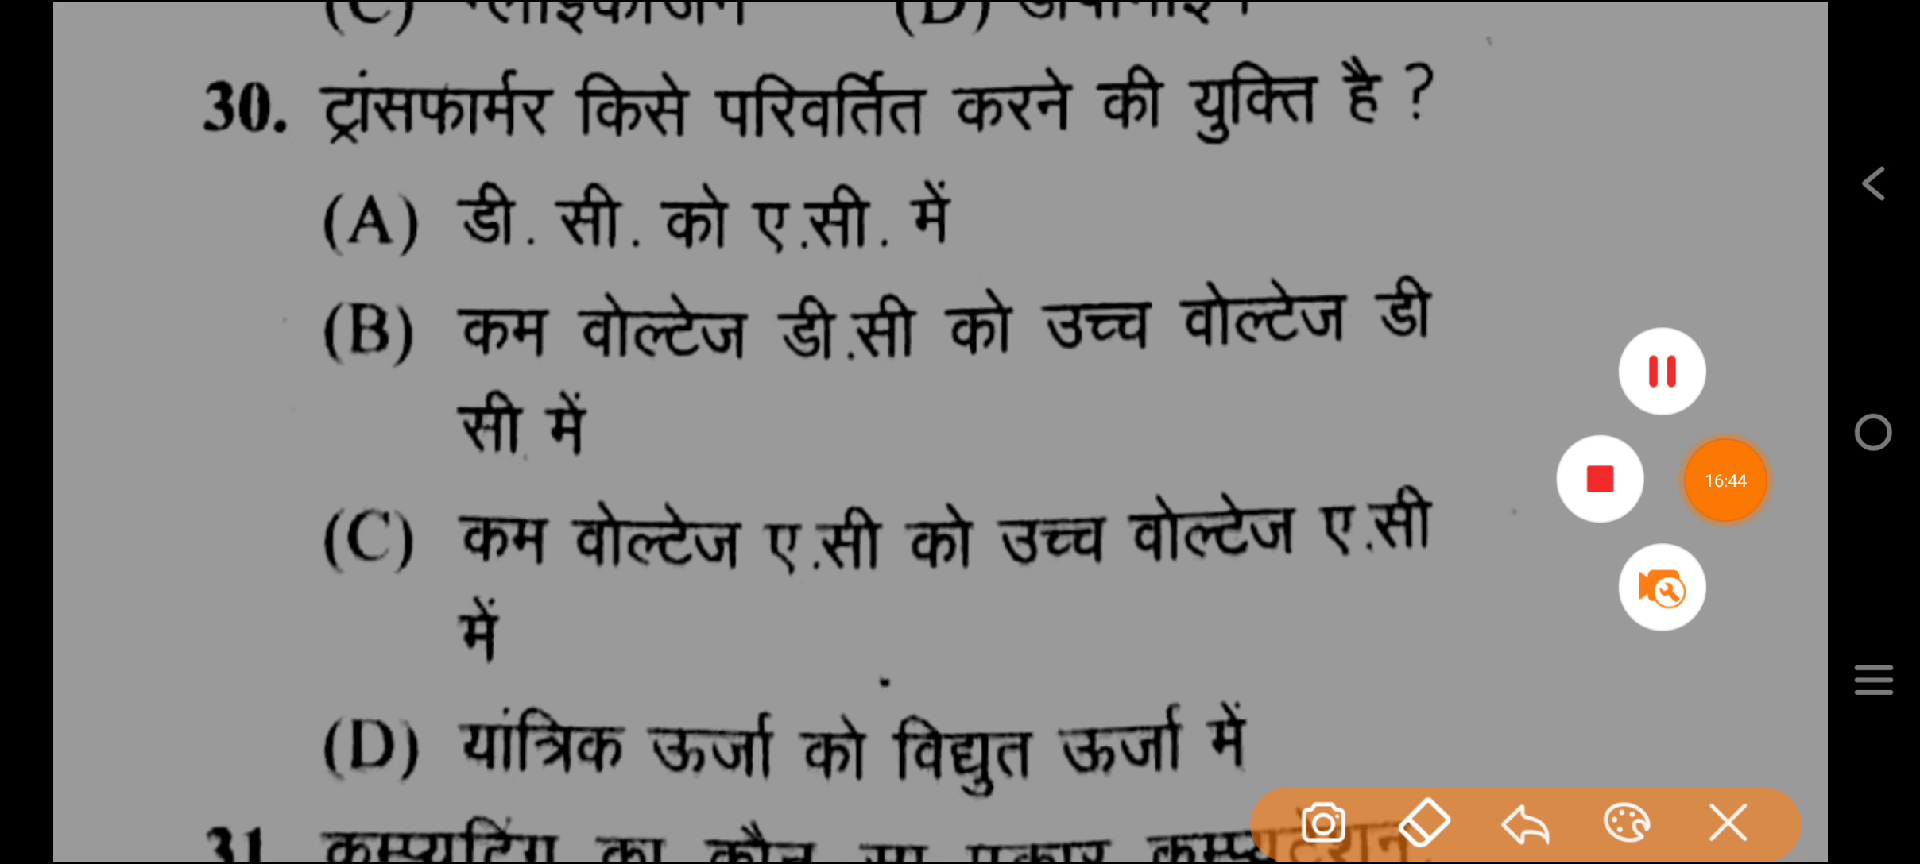 30. ट्रांसफार्मर किसे परिवर्तित करने की युक्ति है ?
(A) डी. सी. को ए.सी. में
(B) कम वोल्टेज डी.सी को उच्च वोल्टेज डी
सी में
(C) कम वोल्टेज ए.सी को उच्च वोल्टेज ए.सी
में
16:44
(D) यांत्रिक ऊर्जा को विद्युत ऊर्जा में